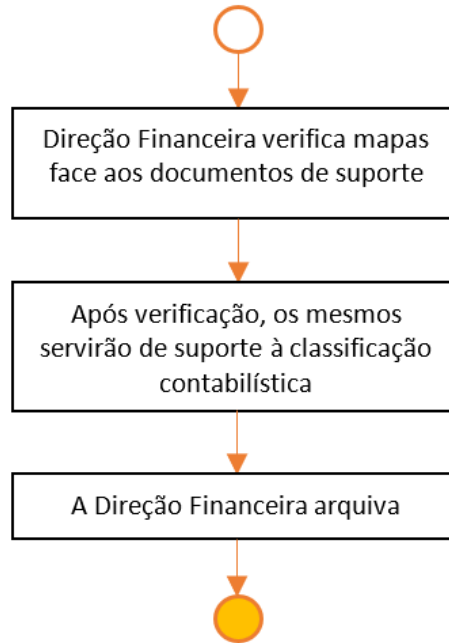 Direção Financeira verifica mapas
face aos documentos de suporte
Após verificação, os mesmos
servirão de suporte à classificação
contabilística
A Direção Financeira arquiva